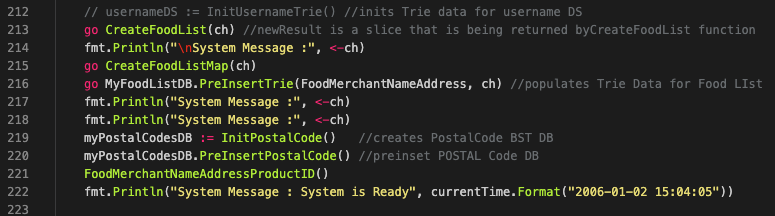 212 // usernameDS := InitUsernameTrie() //inits Trie data for username DS
213 go CreateFoodList(ch) //newResult is a slice that is being returned byCreateFoodList function
214 fmt.Println("\nSystem Message :", <-ch)
215 go CreateFoodListMap(ch)
216 go MyFoodListDB.PreInsertTrie(FoodMerchantNameAddress, ch) //populates Trie Data for Food LIst
217 fmt.Println("System Message :", <-ch)
218 fmt.Println("System Message :", <-ch)
219 myPostalCodesDB := InitPostalCode() //creates PostalCode BST DB
220 myPostalCodesDB.PreInsertPostalCode() //preinset POSTAL Code DB
221 FoodMerchantNameAddressProductID()
222 fmt.Println("System Message : System is Ready", currentTime.Format("2006-01-02 15:04:05"))
223